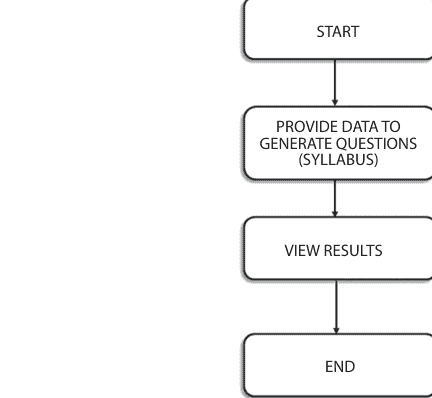 START
PROVIDE DATA TO
GENERATE QUESTIONS
(SYLLABUS)
VIEW RESULTS
END